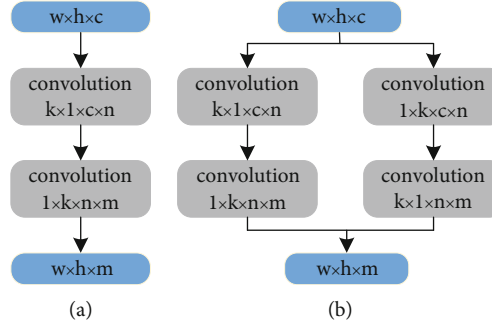 w×h×c
convolution
k×1×c×n
convolution
1×k×n×m
w×h×m
(a)
w×h×c
convolution
k×1×c×n
convolution
1×k×c×n
convolution
1×k×n×m
convolution
k×1×n×m
w×h×m
(b)